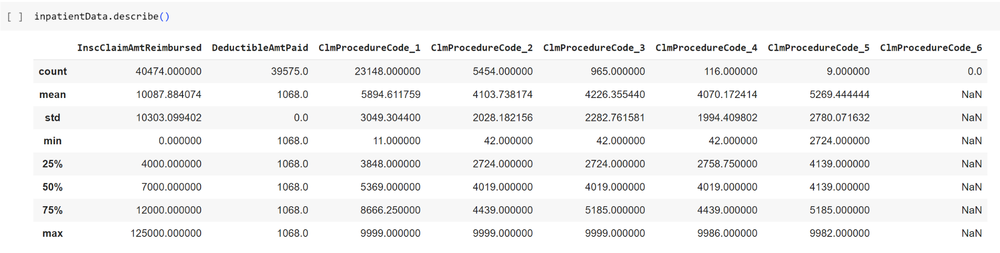 [ ] inpatientData.describe()
InscClaimAmtReimbursed DeductibleAmtPaid ClmProcedureCode_1 ClmProcedureCode_2 ClmProcedureCode_3 ClmProcedureCode_4 ClmProcedureCode_5 ClmProcedureCode_6
count 40474.000000 39575.0 23148.000000 5454.000000 965.000000 116.000000 9.000000 0.0
mean 10087.884074 1068.0 5894.611759 4103.738174 4226.355440 4070.172414 5269.444444 NaN
std 10303.099402 0.0 3049.304400 2028.182156 2282.761581 1994.409802 2780.071632 NaN
min 0.000000 1068.0 11.000000 42.000000 42.000000 42.000000 2724.000000 NaN
25% 4000.000000 1068.0 3848.000000 2724.000000 2724.000000 2758.750000 4139.000000 NaN
50% 7000.000000 1068.0 5369.000000 4019.000000 4019.000000 4019.000000 4139.000000 NaN
75% 12000.000000 1068.0 8666.250000 4439.000000 5185.000000 4439.000000 5185.000000 NaN
max 125000.000000 1068.0 9999.000000 9999.000000 9999.000000 9986.000000 9982.000000 NaN